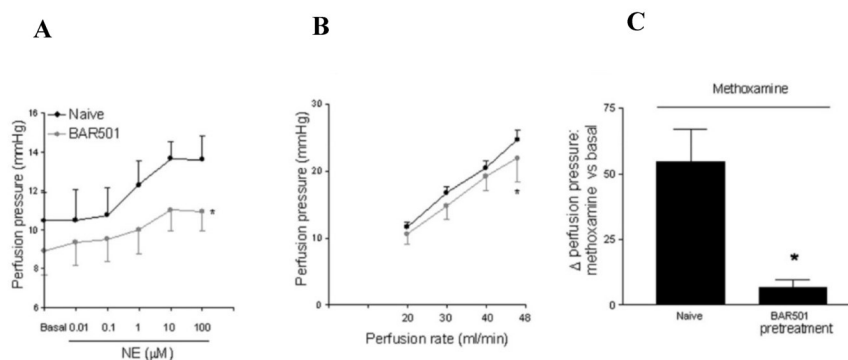 A
Perfusion pressure (mmHg)
16
14
12
10
8
6
Naive
BAR501
*
Basal 0.01 0.1 1 10 100
NE (µM)
B
Perfusion pressure (mmHg)
30
20
10
0
*
20 30 40 48
Perfusion rate (ml/min)
C
Methoxamine
Δ perfusion pressure:
methoxamine vs basal
75
50
25
0
*
Naive BAR501
pretreatment